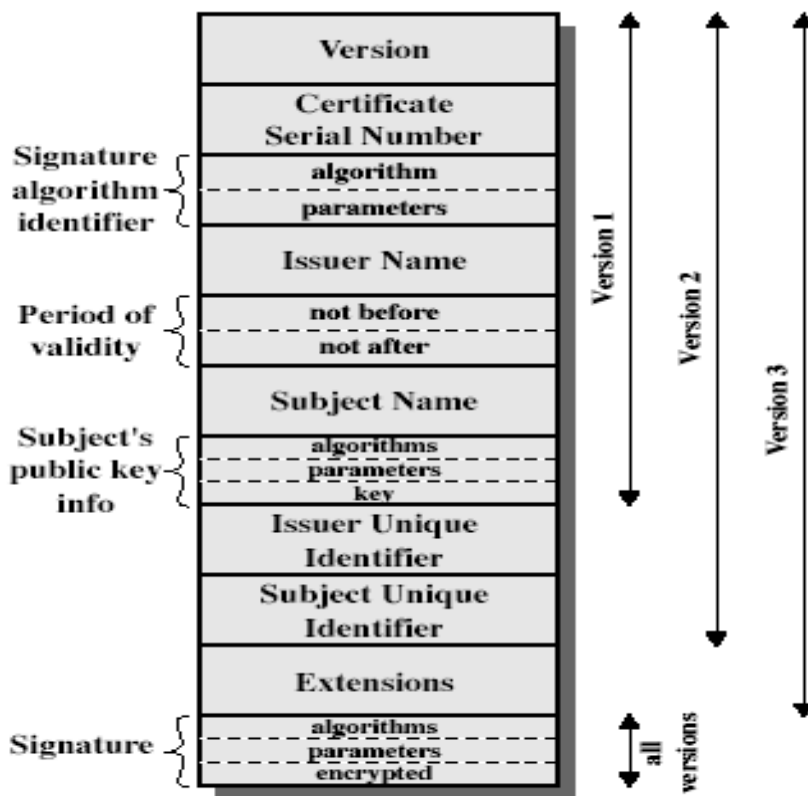 Version
Certificate
Serial Number
Signature
algorithm
identifier
algorithm
parameters
Issuer Name
Period of
validity
not before
not after
Subject Name
Subject's
public key
info
algorithms
parameters
key
Issuer Unique
Identifier
Subject Unique
Identifier
Extensions
Signature
algorithms
parameters
encrypted
Version 1
Version 2
Version 3
all
versions